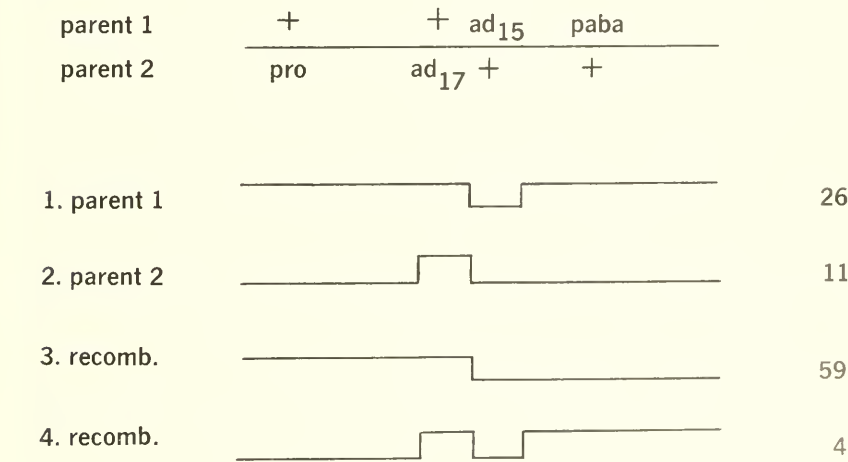 parent 1 + + ad15 paba
parent 2 pro ad17 + +
1. parent 1 26
2. parent 2 11
3. recomb. 59
4. recomb. 4